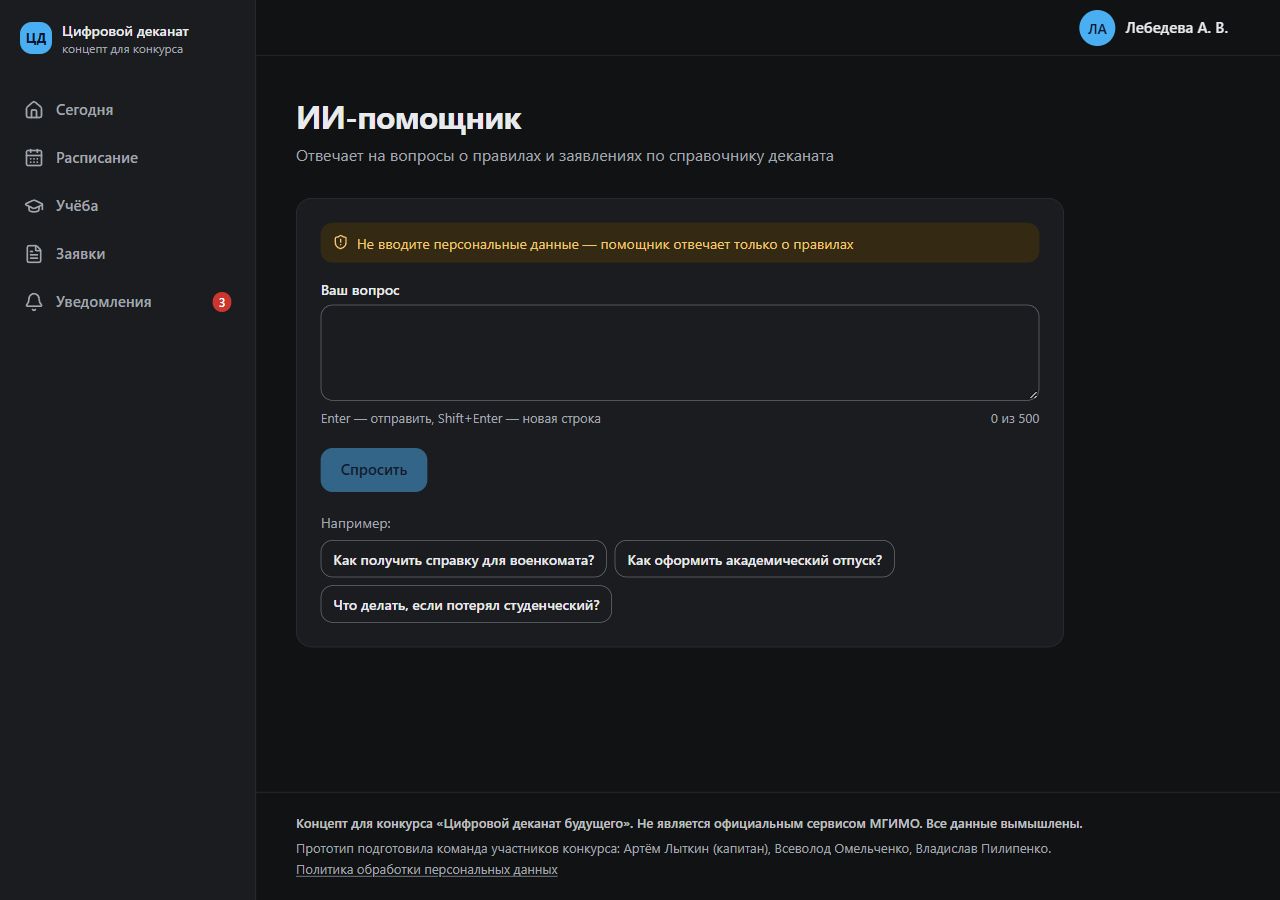 ЦД
Цифровой деканат
концепт для конкурса
ЛА
Лебедева А. В.
Сегодня
Расписание
Учёба
Заявки
Уведомления
3
ИИ-помощник
Отвечает на вопросы о правилах и заявлениях по справочнику деканата
Не вводите персональные данные — помощник отвечает только о правилах
Ваш вопрос
Enter — отправить, Shift+Enter — новая строка
0 из 500
Спросить
Например:
Как получить справку для военкомата?
Как оформить академический отпуск?
Что делать, если потерял студенческий?
Концепт для конкурса «Цифровой деканат будущего». Не является официальным сервисом МГИМО. Все данные вымышлены.
Прототип подготовила команда участников конкурса: Артём Лыткин (капитан), Всеволод Омельченко, Владислав Пилипенко.
Политика обработки персональных данных